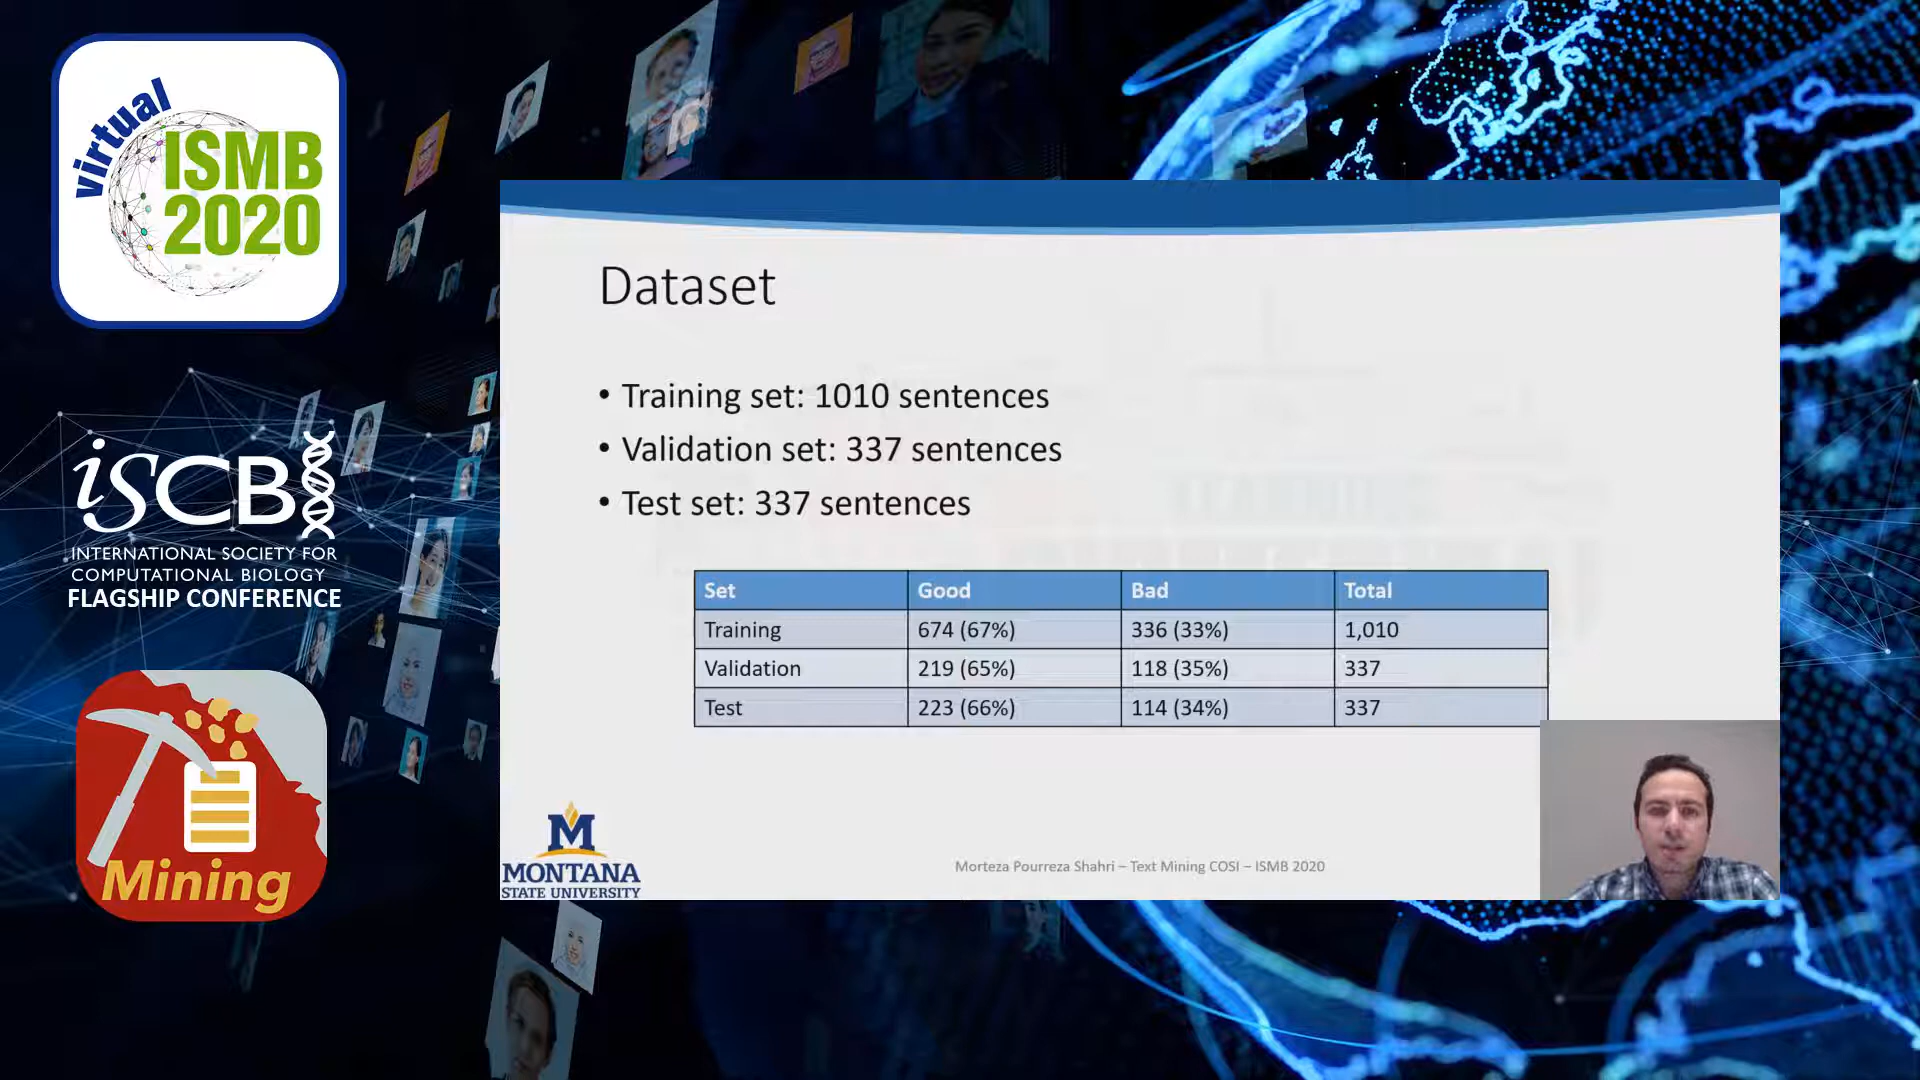 virtual
ISMB
2020
iSCB
INTERNATIONAL SOCIETY FOR
COMPUTATIONAL BIOLOGY
FLAGSHIP CONFERENCE
Mining
Dataset
• Training set: 1010 sentences
• Validation set: 337 sentences
• Test set: 337 sentences
Set Good Bad Total
Training 674 (67%) 336 (33%) 1,010
Validation 219 (65%) 118 (35%) 337
Test 223 (66%) 114 (34%) 337
M
MONTANA
STATE UNIVERSITY
Morteza Pourreza Shahri – Text Mining COSI – ISMB 2020